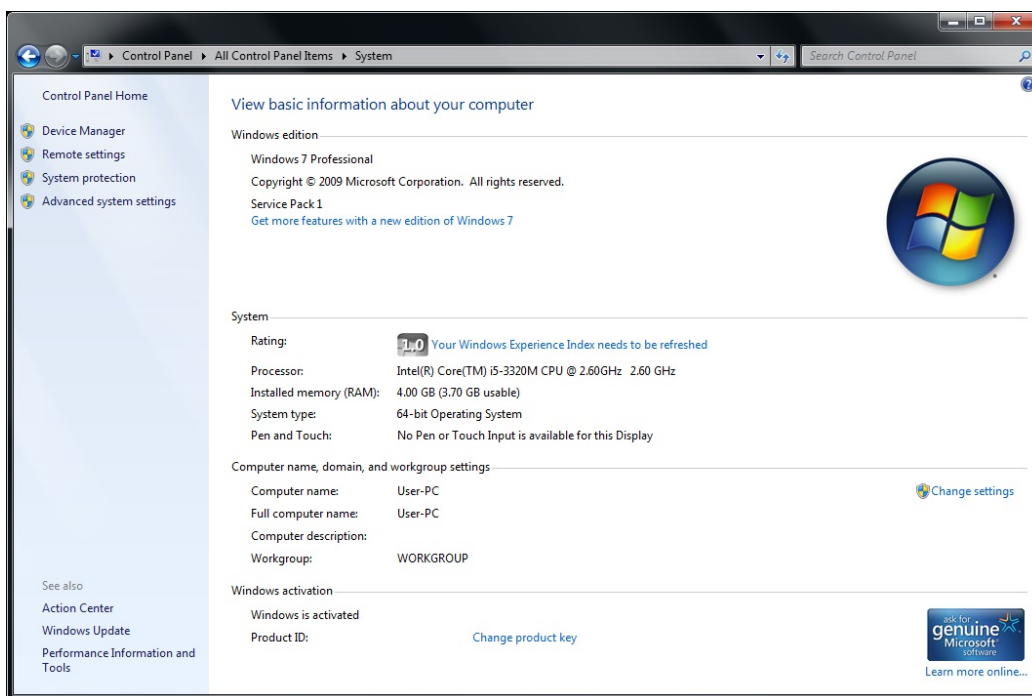 Control Panel ▸ All Control Panel Items ▸ System
Search Control Panel
Control Panel Home
Device Manager
Remote settings
System protection
Advanced system settings
See also
Action Center
Windows Update
Performance Information and
Tools
View basic information about your computer
Windows edition
Windows 7 Professional
Copyright © 2009 Microsoft Corporation. All rights reserved.
Service Pack 1
Get more features with a new edition of Windows 7
System
Rating: 1.0 Your Windows Experience Index needs to be refreshed
Processor: Intel(R) Core(TM) i5-3320M CPU @ 2.60GHz 2.60 GHz
Installed memory (RAM): 4.00 GB (3.70 GB usable)
System type: 64-bit Operating System
Pen and Touch: No Pen or Touch Input is available for this Display
Computer name, domain, and workgroup settings
Computer name: User-PC
Change settings
Full computer name: User-PC
Computer description:
Workgroup: WORKGROUP
Windows activation
Windows is activated
Product ID: Change product key
ask for
genuine
Microsoft
software
Learn more online...